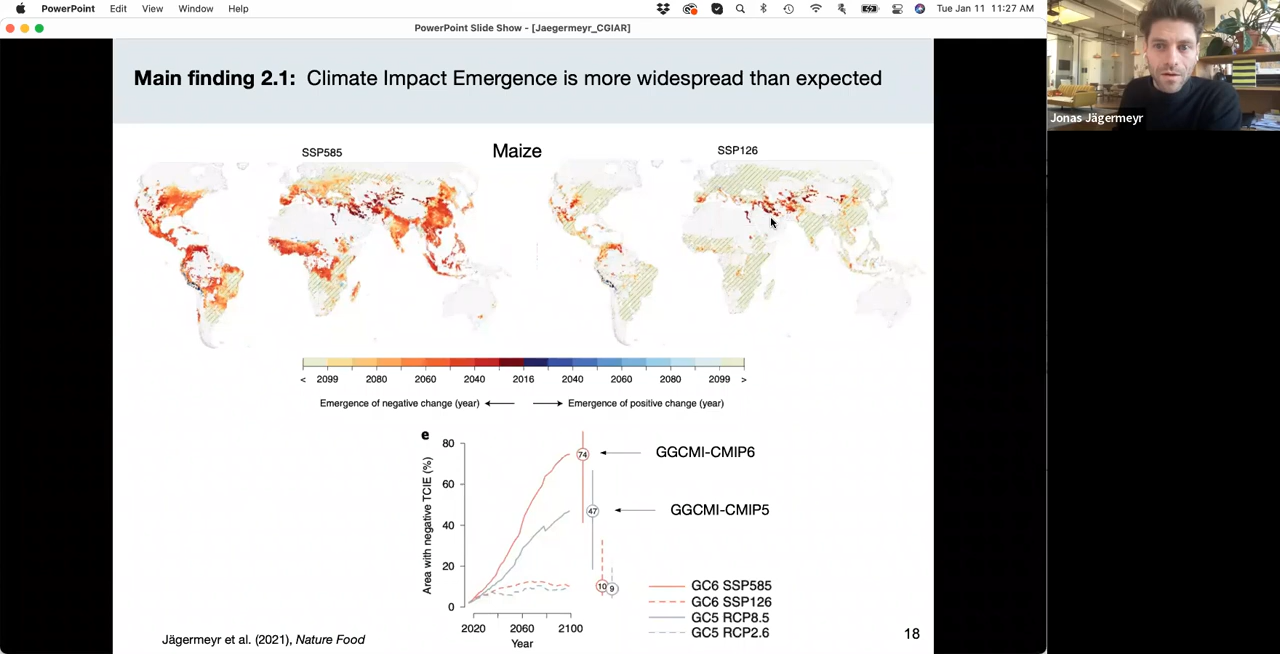 PowerPoint Edit View Window Help Tue Jan 11 11:27 AM
PowerPoint Slide Show - [Jaegermeyr_CGIAR]
Main finding 2.1: Climate Impact Emergence is more widespread than expected
Jonas Jägermeyr
SSP585
Maize
SSP126
< 2099 2080 2060 2040 2016 2040 2060 2080 2099 >
Emergence of negative change (year) Emergence of positive change (year)
e
80
60
40
20
0
Area with negative TCIE (%)
2020 2060 2100
Year
74
47
10 9
GGCMI-CMIP6
GGCMI-CMIP5
GC6 SSP585
GC6 SSP126
GC5 RCP8.5
GC5 RCP2.6
Jägermeyr et al. (2021), Nature Food
18